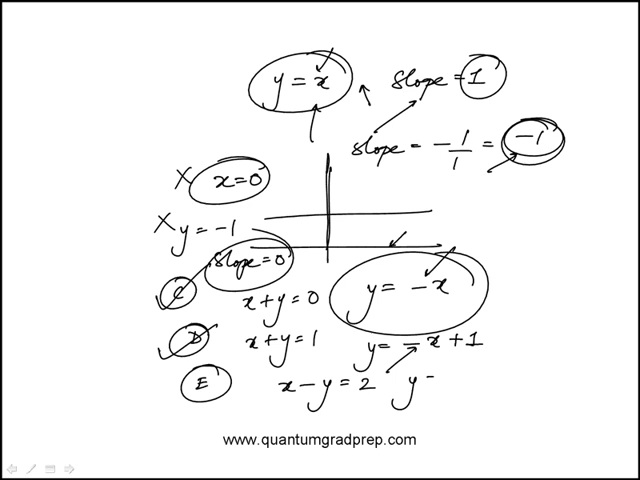 y = x
slope = 1
slope = -1/1 = -1
X x=0
X y = -1
slope = 0
C x+y = 0 y = -x
D x+y = 1 y = -x + 1
E x - y = 2 y -
www.quantumgradprep.com